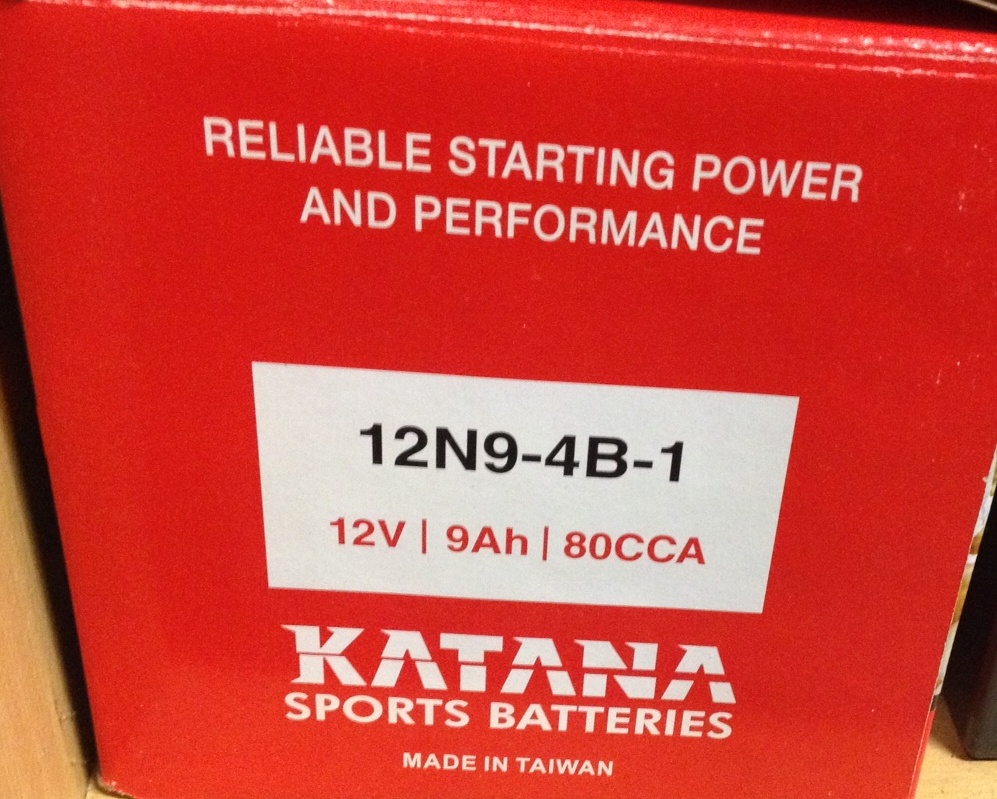 RELIABLE STARTING POWER
AND PERFORMANCE
12N9-4B-1
12V | 9Ah | 80CCA
KATANA
SPORTS BATTERIES
MADE IN TAIWAN